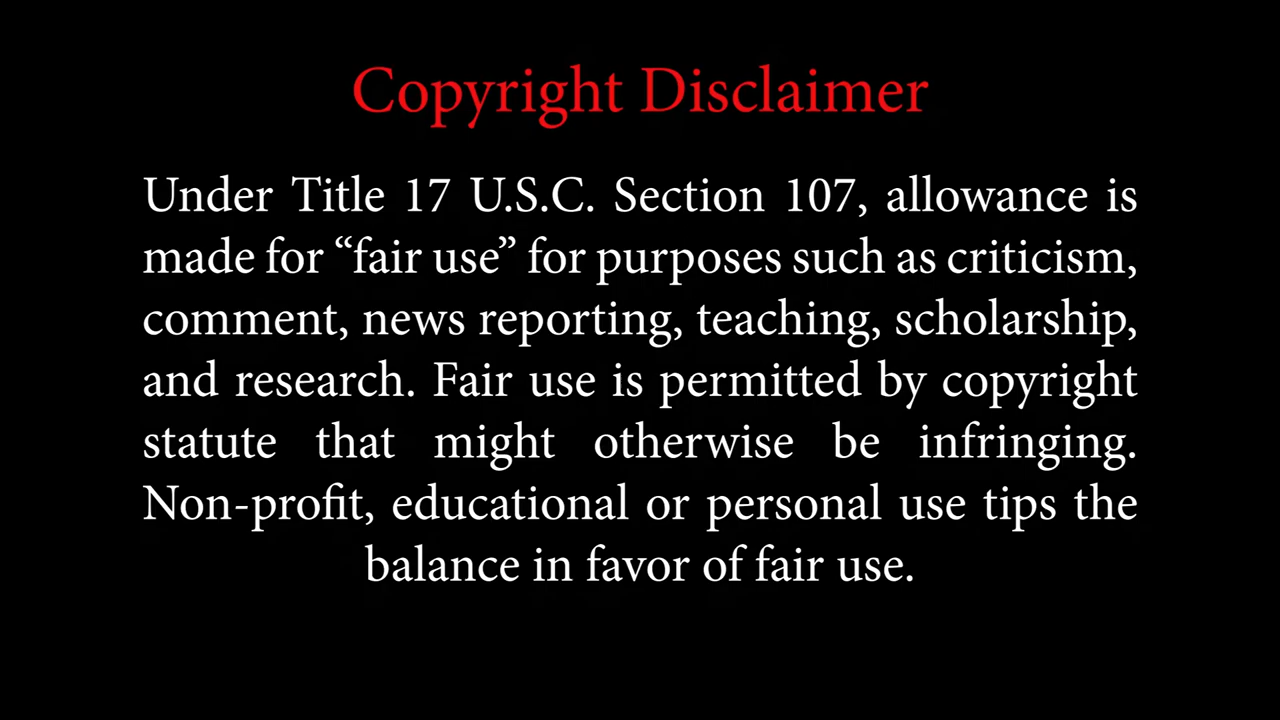 Copyright Disclaimer
Under Title 17 U.S.C. Section 107, allowance is
made for “fair use” for purposes such as criticism,
comment, news reporting, teaching, scholarship,
and research. Fair use is permitted by copyright
statute that might otherwise be infringing.
Non-profit, educational or personal use tips the
balance in favor of fair use.